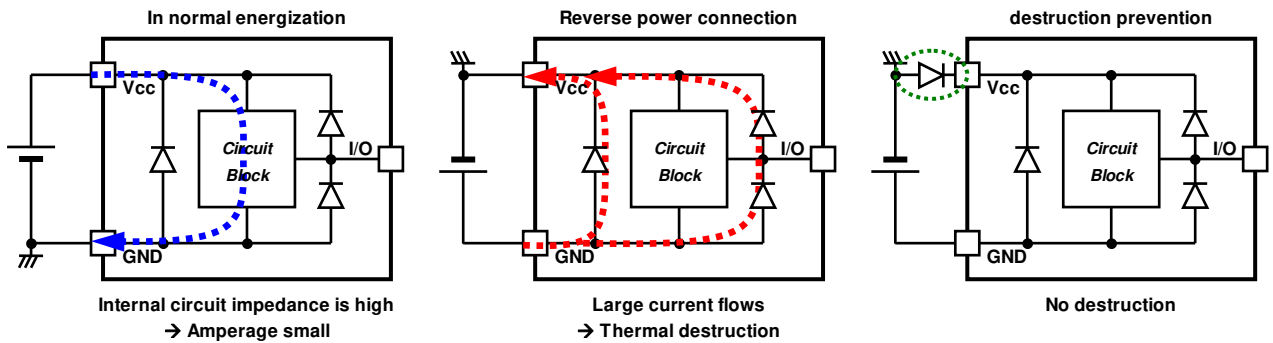 In normal energization
Vcc
Circuit
Block
I/O
GND
Internal circuit impedance is high
→ Amperage small
Reverse power connection
Vcc
Circuit
Block
I/O
GND
Large current flows
→ Thermal destruction
destruction prevention
Vcc
Circuit
Block
I/O
GND
No destruction